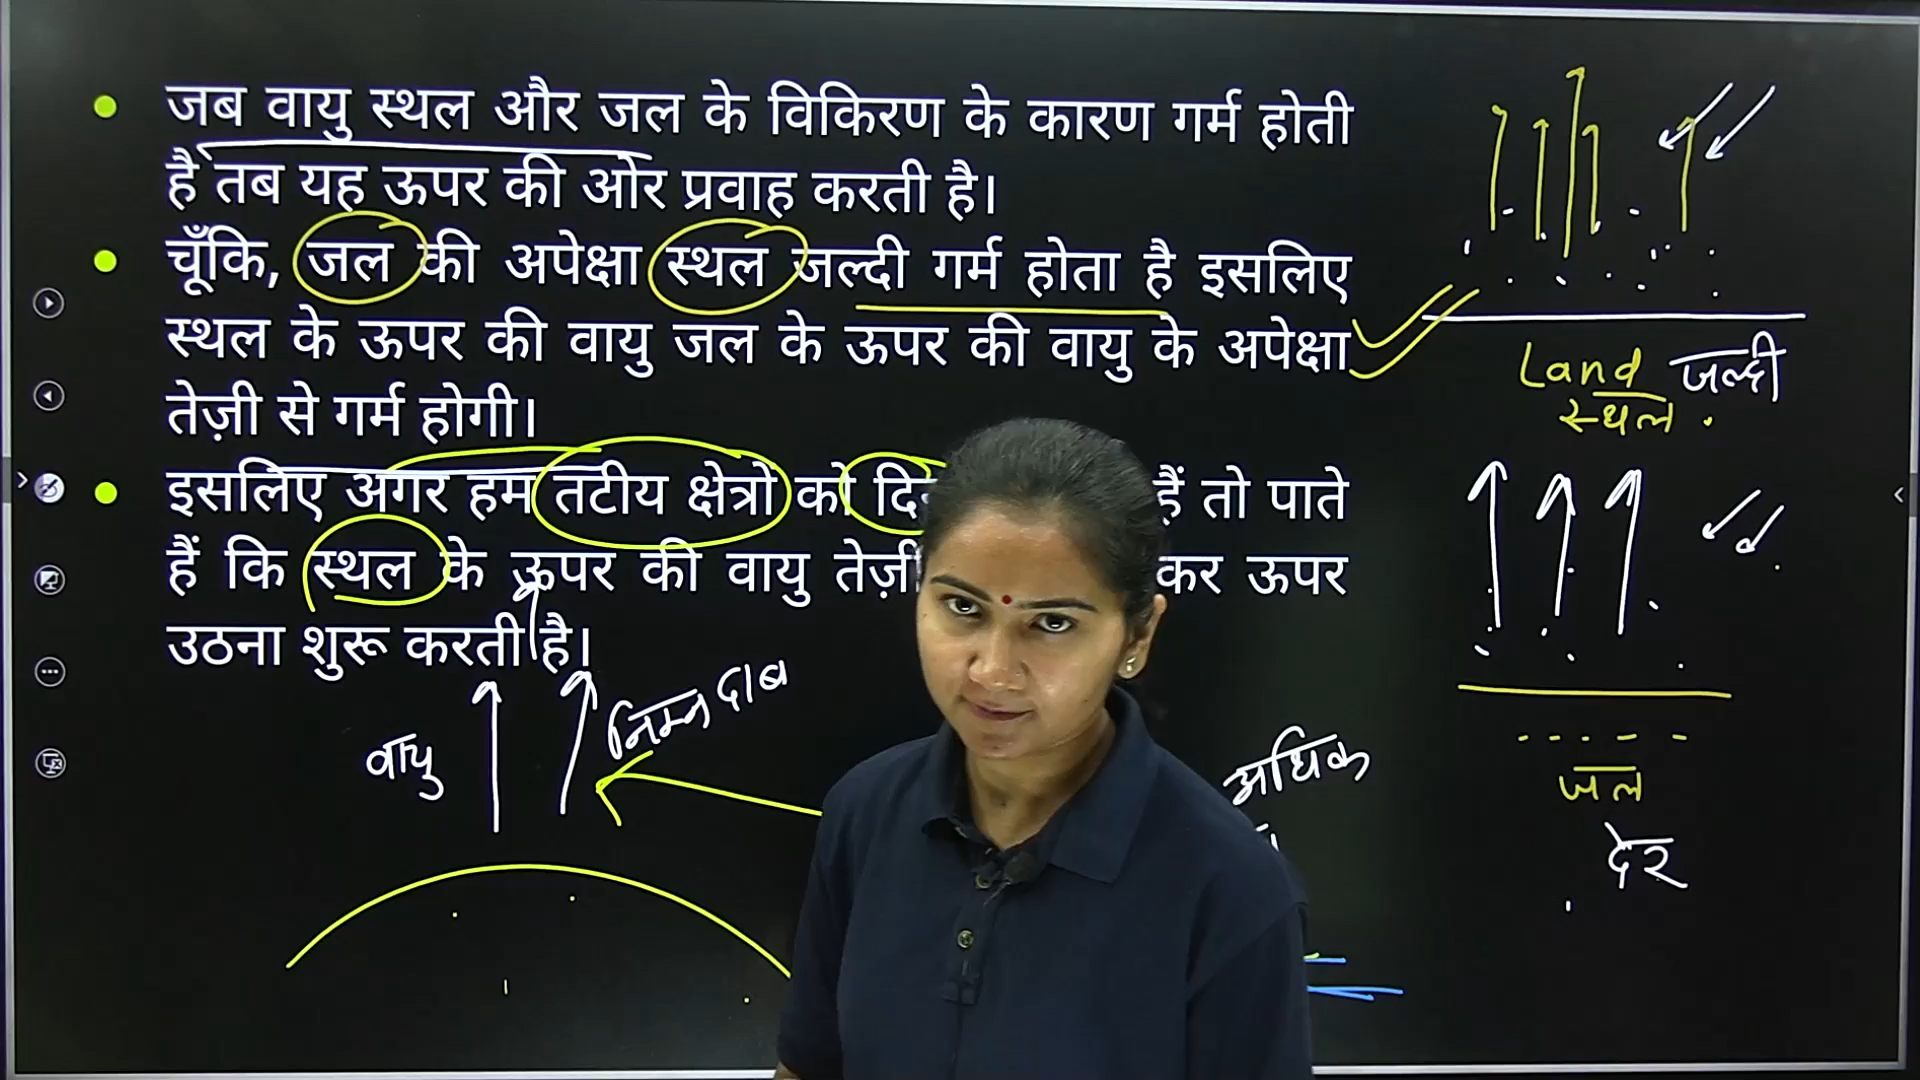 जब वायु स्थल और जल के विकिरण के कारण गर्म होती
है तब यह ऊपर की ओर प्रवाह करती है।
चूँकि, जल की अपेक्षा स्थल जल्दी गर्म होता है इसलिए
स्थल के ऊपर की वायु जल के ऊपर की वायु के अपेक्षा
तेज़ी से गर्म होगी।
इसलिए अगर हम तटीय क्षेत्रों को हैं तो पाते
हैं कि स्थल के ऊपर की वायु कर ऊपर
उठना शुरू करती है।
वायु
निम्न दाब
अधिक
Land जल्दी
स्थल
जल
देर